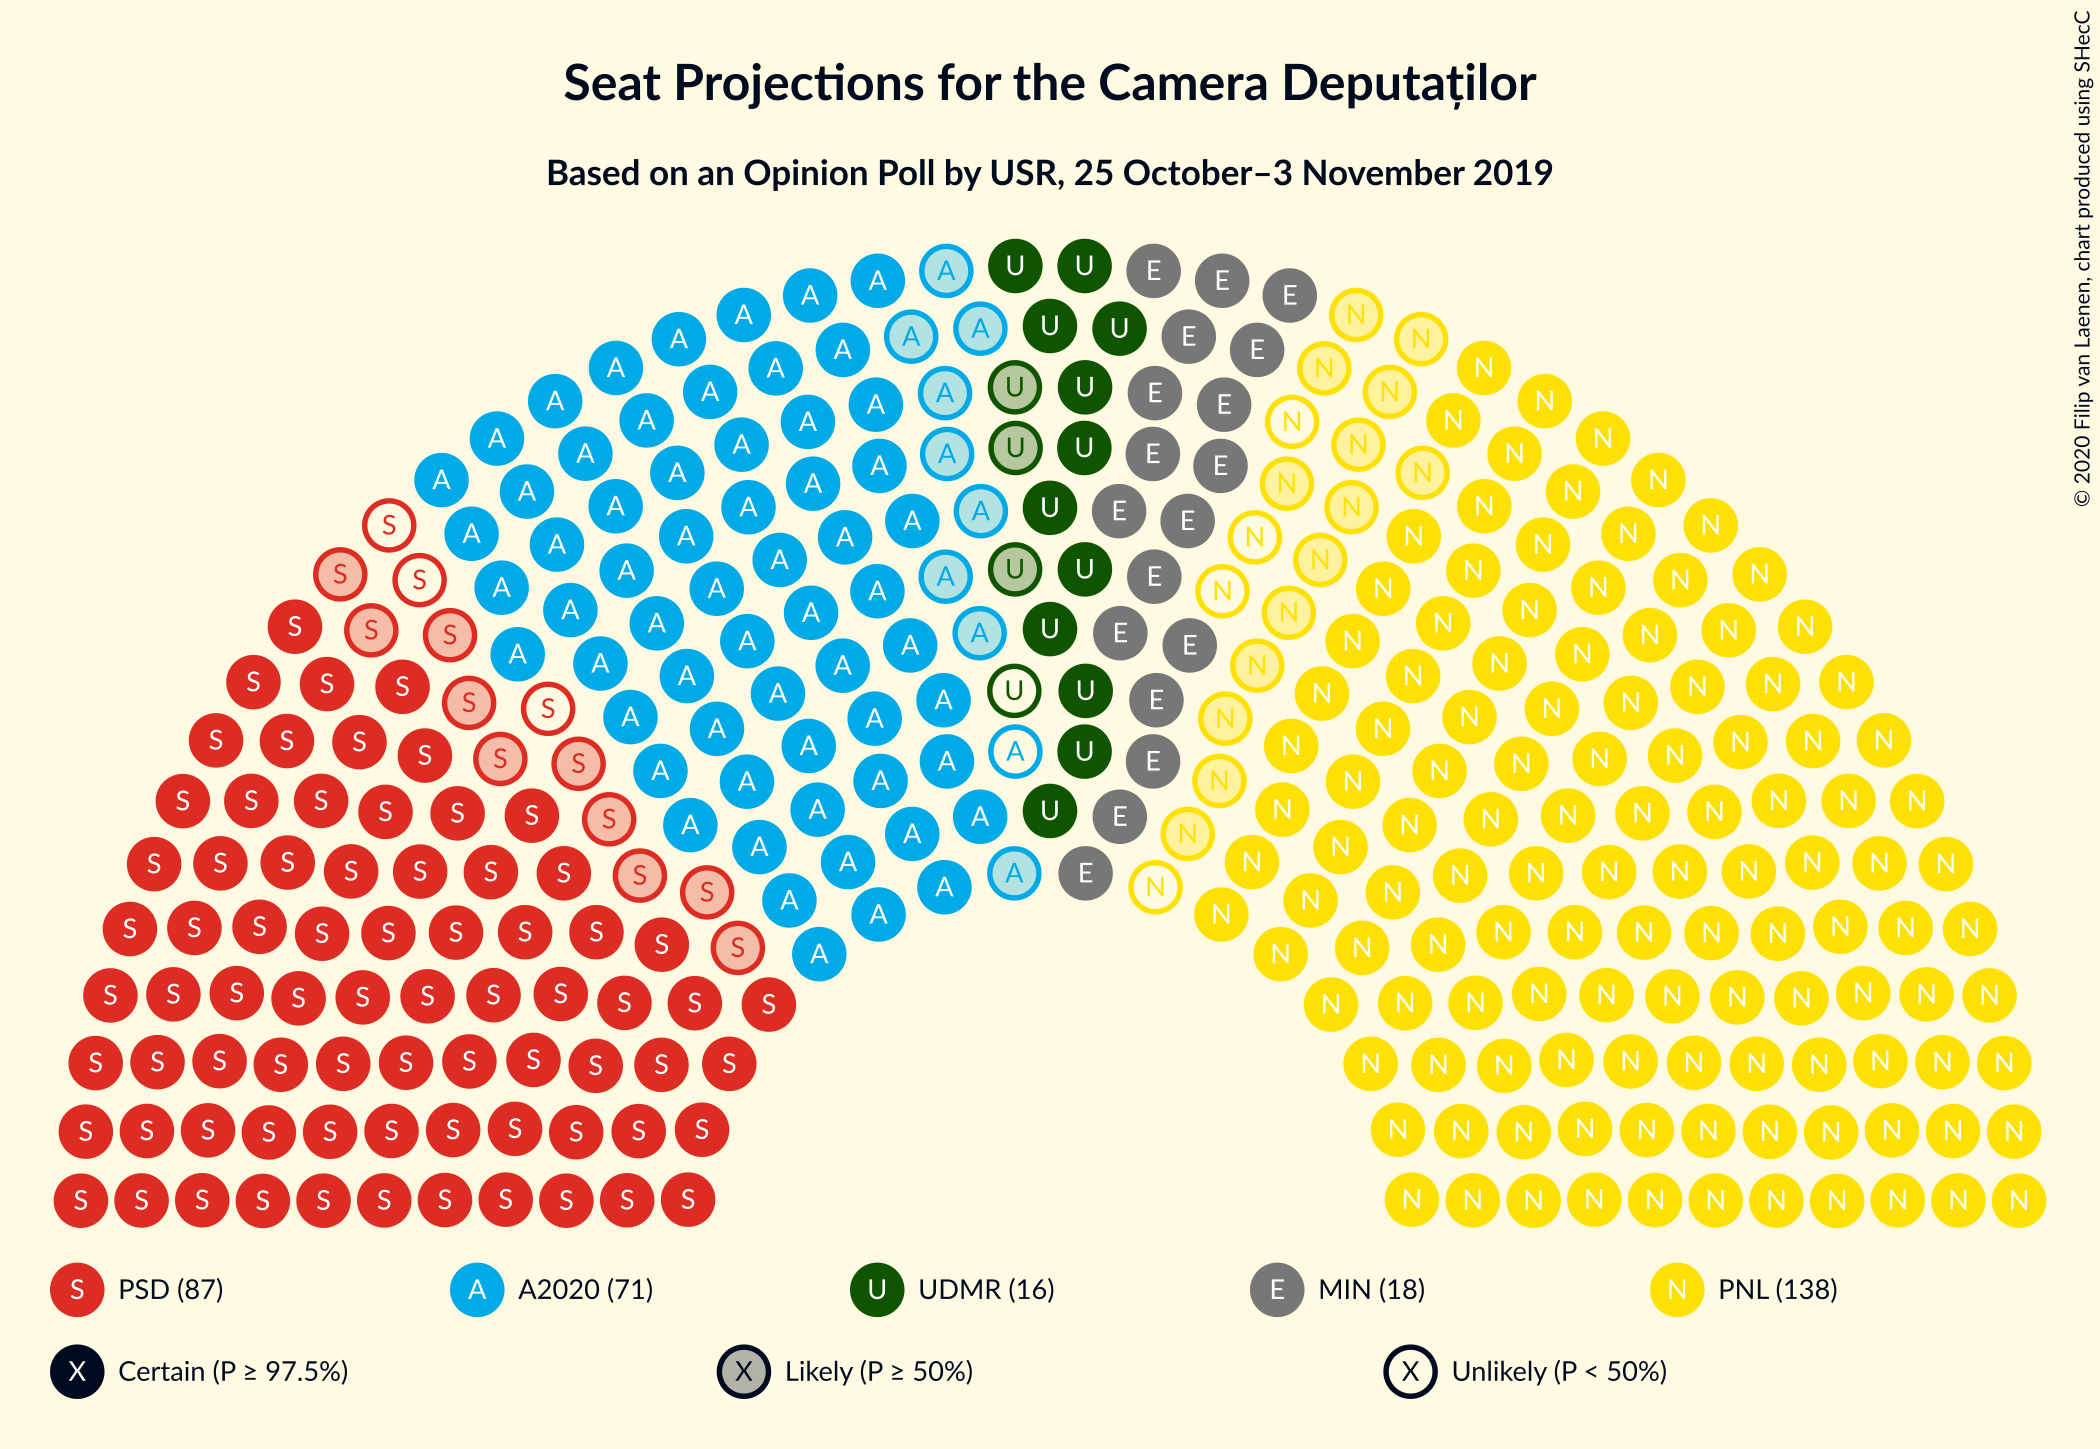 Seat Projections for the Camera Deputaților
Based on an Opinion Poll by USR, 25 October–3 November 2019
© 2020 Filip van Laenen, chart produced using SHecC
S PSD (87) A A2020 (71) U UDMR (16) E MIN (18) N PNL (138)
X Certain (P ≥ 97.5%) X Likely (P ≥ 50%) X Unlikely (P < 50%)